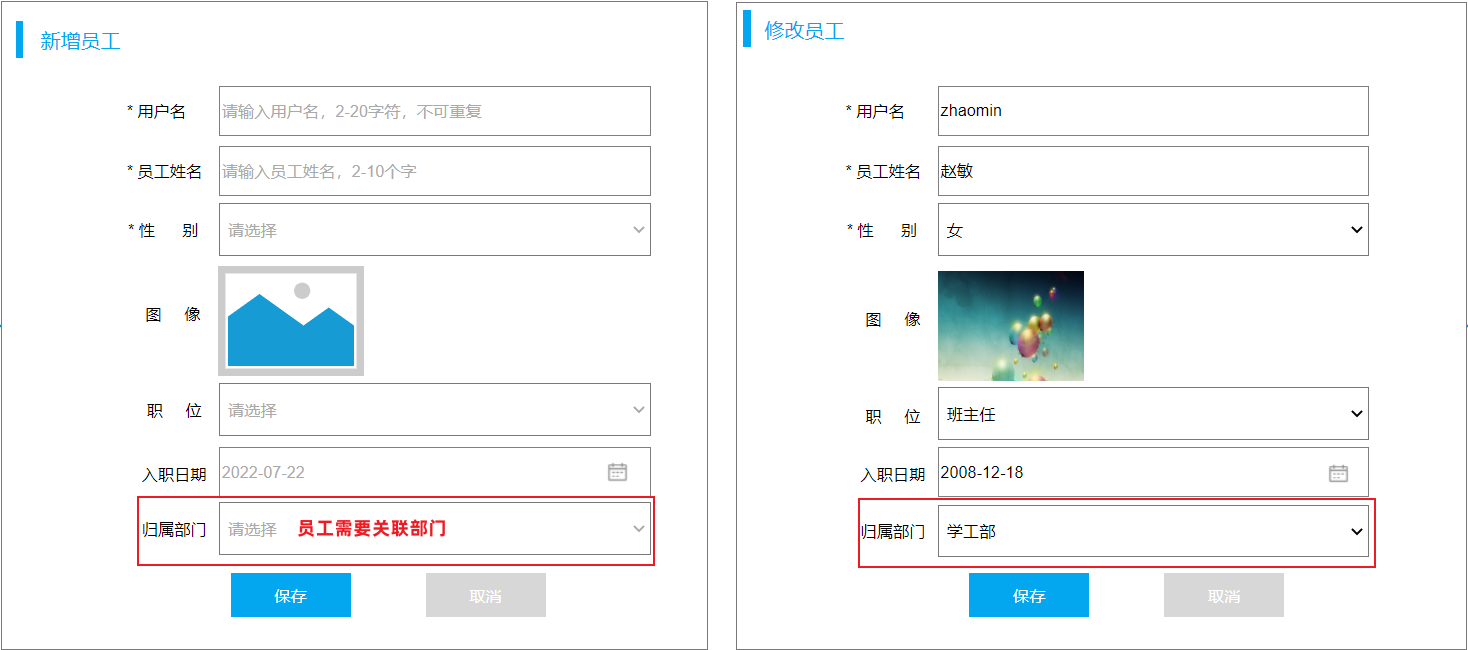 新增员工
* 用户名 请输入用户名，2-20字符，不可重复
* 员工姓名 请输入员工姓名，2-10个字
* 性 别 请选择
图 像
职 位 请选择
入职日期 2022-07-22
归属部门 请选择 员工需要关联部门
保存 取消
修改员工
* 用户名 zhaomin
* 员工姓名 赵敏
* 性 别 女
图 像
职 位 班主任
入职日期 2008-12-18
归属部门 学工部
保存 取消